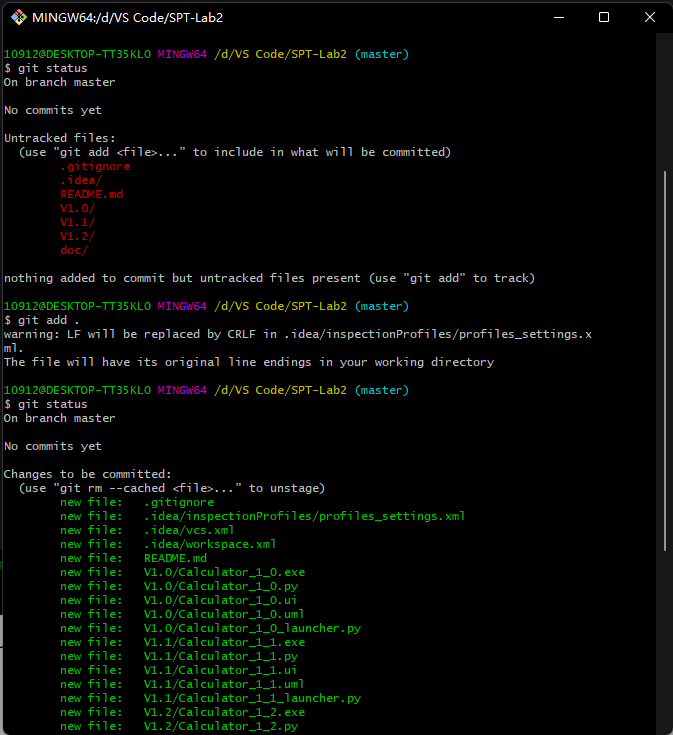 MINGW64:/d/VS Code/SPT-Lab2
10912@DESKTOP-TT35KLO MINGW64 /d/VS Code/SPT-Lab2 (master)
$ git status
On branch master
No commits yet
Untracked files:
(use "git add <file>..." to include in what will be committed)
.gitignore
.idea/
README.md
V1.0/
V1.1/
V1.2/
doc/
nothing added to commit but untracked files present (use "git add" to track)
10912@DESKTOP-TT35KLO MINGW64 /d/VS Code/SPT-Lab2 (master)
$ git add .
warning: LF will be replaced by CRLF in .idea/inspectionProfiles/profiles_settings.x
ml.
The file will have its original line endings in your working directory
10912@DESKTOP-TT35KLO MINGW64 /d/VS Code/SPT-Lab2 (master)
$ git status
On branch master
No commits yet
Changes to be committed:
(use "git rm --cached <file>..." to unstage)
new file:   .gitignore
new file:   .idea/inspectionProfiles/profiles_settings.xml
new file:   .idea/vcs.xml
new file:   .idea/workspace.xml
new file:   README.md
new file:   V1.0/Calculator_1_0.exe
new file:   V1.0/Calculator_1_0.py
new file:   V1.0/Calculator_1_0.ui
new file:   V1.0/Calculator_1_0.uml
new file:   V1.0/Calculator_1_0_launcher.py
new file:   V1.1/Calculator_1_1.exe
new file:   V1.1/Calculator_1_1.py
new file:   V1.1/Calculator_1_1.ui
new file:   V1.1/Calculator_1_1.uml
new file:   V1.1/Calculator_1_1_launcher.py
new file:   V1.2/Calculator_1_2.exe
new file:   V1.2/Calculator_1_2.py